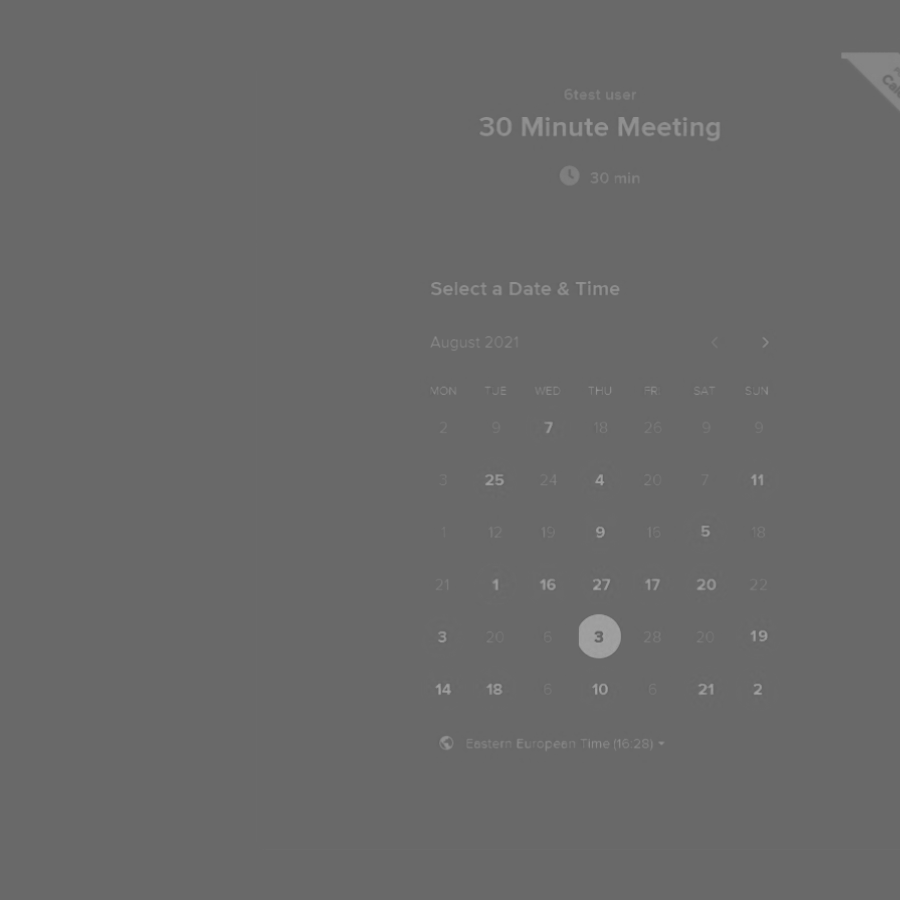 6test user
30 Minute Meeting
30 min
Select a Date & Time
August 2021
MON TUE WED THU FRI SAT SUN
2 9 7 18 26 9 9
3 25 24 4 20 7 11
1 12 19 9 15 5 18
21 1 16 27 17 20 22
3 20 6 3 28 20 19
14 18 6 10 6 21 2
Eastern European Time (16:28)